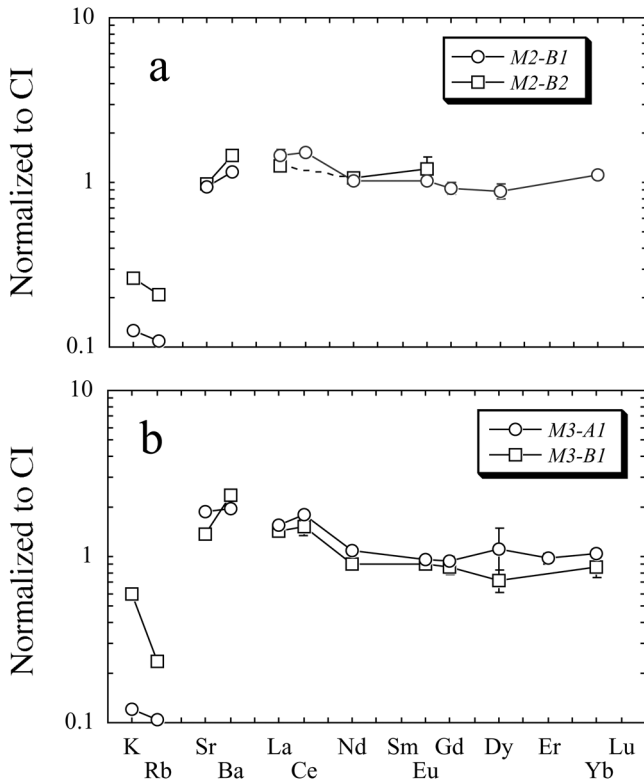 10
a
M2-B1
M2-B2
1
Normalized to CI
0.1
10
b
M3-A1
M3-B1
1
Normalized to CI
0.1
K Sr La Nd Sm Gd Dy Er Lu
Rb Ba Ce Eu Yb